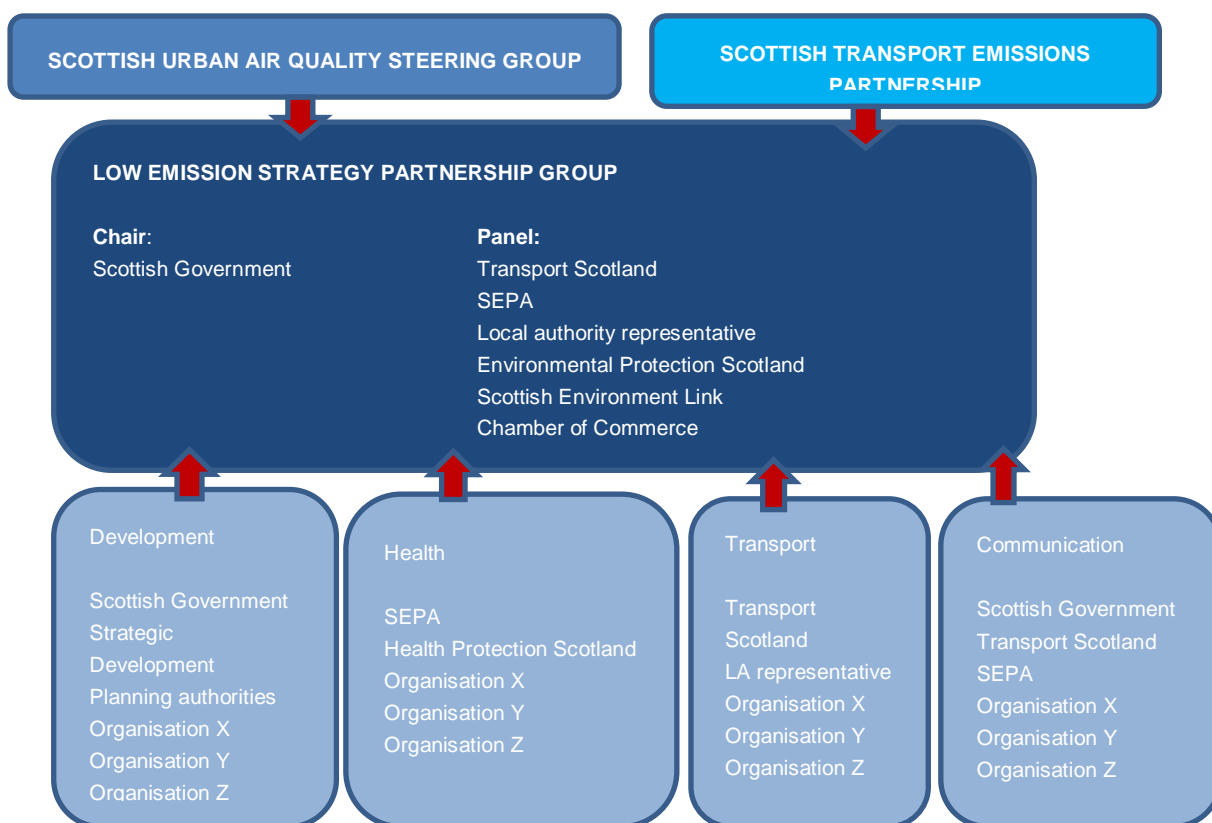 SCOTTISH URBAN AIR QUALITY STEERING GROUP
SCOTTISH TRANSPORT EMISSIONS
PARTNERSHIP
LOW EMISSION STRATEGY PARTNERSHIP GROUP
Chair:
Scottish Government
Panel:
Transport Scotland
SEPA
Local authority representative
Environmental Protection Scotland
Scottish Environment Link
Chamber of Commerce
Development
Scottish Government
Strategic
Development
Planning authorities
Organisation X
Organisation Y
Organisation Z
Health
SEPA
Health Protection Scotland
Organisation X
Organisation Y
Organisation Z
Transport
Transport
Scotland
LA representative
Organisation X
Organisation Y
Organisation Z
Communication
Scottish Government
Transport Scotland
SEPA
Organisation X
Organisation Y
Organisation Z